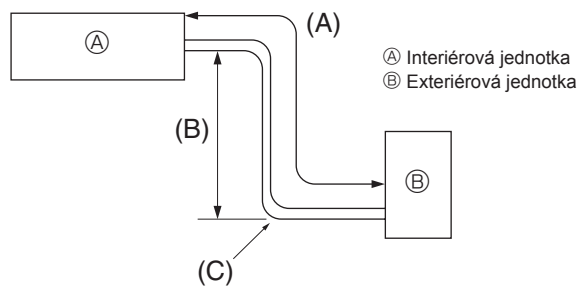 (A)
Ⓐ
Ⓐ Interiérová jednotka
Ⓑ Exteriérová jednotka
(B)
Ⓑ
(C)